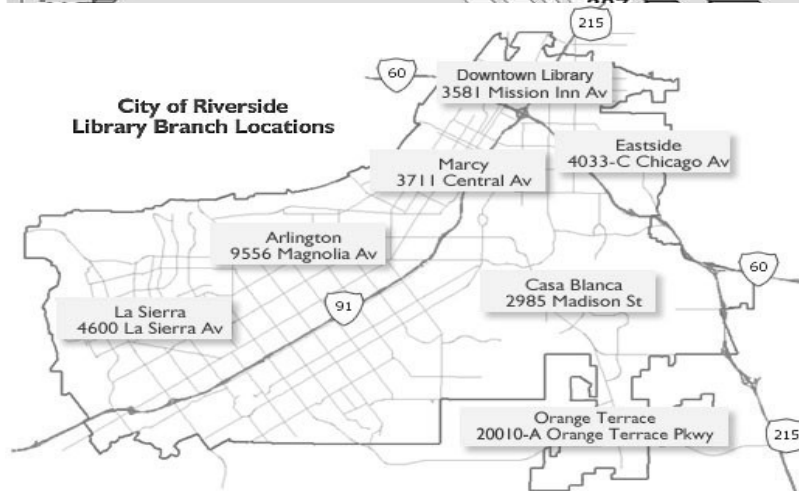 215
60
City of Riverside
Library Branch Locations
Downtown Library
3581 Mission Inn Av
Eastside
4033-C Chicago Av
Marcy
3711 Central Av
Arlington
9556 Magnolia Av
60
Casa Blanca
2985 Madison St
91
La Sierra
4600 La Sierra Av
Orange Terrace
20010-A Orange Terrace Pkwy
215